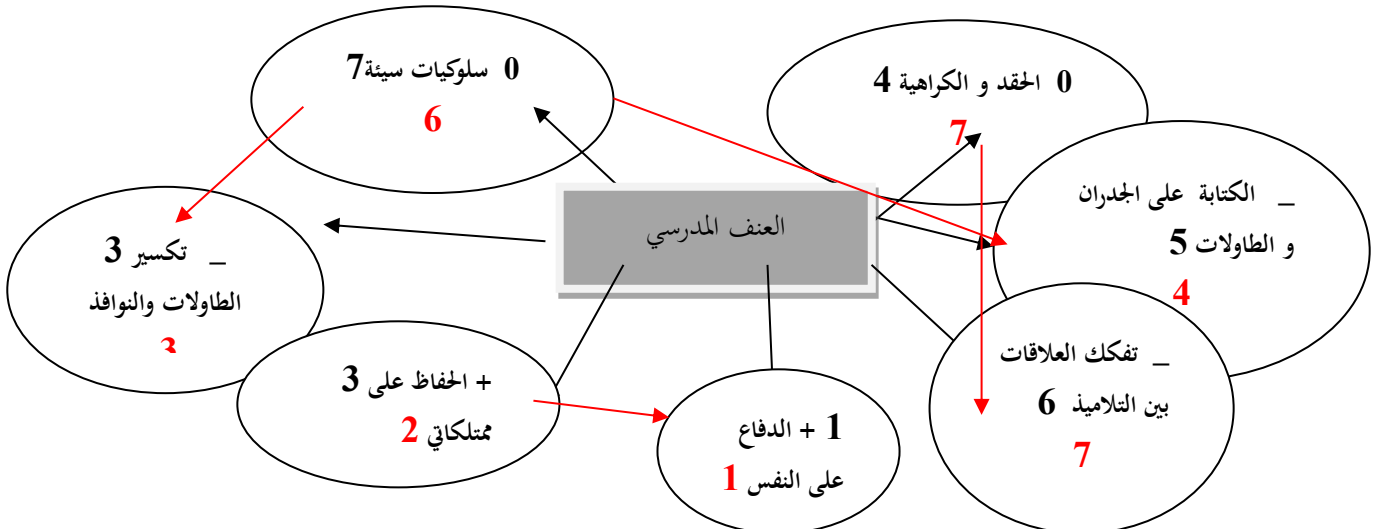 0 الحقد و الكراهية 4
7
0 سلوكيات سيئة7
6
_ الكتابة على الجدران
و الطاولات 5
4
العنف المدرسي
_ تكسير 3
الطاولات والنوافذ
3
_ تفكك العلاقات
بين التلاميذ 6
7
+ الحفاظ على 3
ممتلكاتي 2
1 + الدفاع
على النفس 1